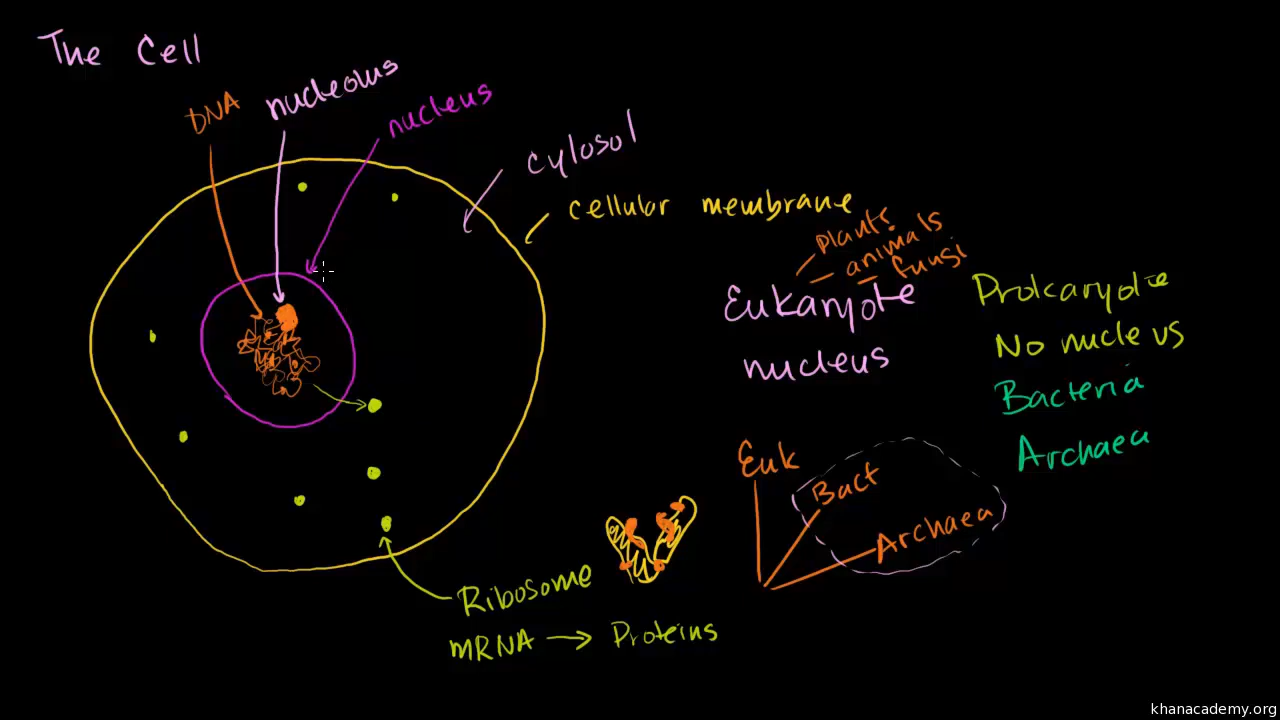 The Cell
DNA
nucleolus
nucleus
cytosol
cellular membrane
plants
animals
fungi
Eukaryote
nucleus
Prokaryote
No nucleus
Bacteria
Archaea
Euk
Bact
Archaea
Ribosome
mRNA → Proteins
khanacademy.org